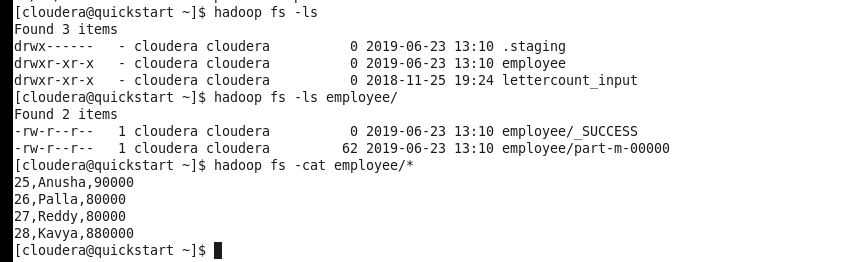 [cloudera@quickstart ~]$ hadoop fs -ls
Found 3 items
drwx------   - cloudera cloudera          0 2019-06-23 13:10 .staging
drwxr-xr-x   - cloudera cloudera          0 2019-06-23 13:10 employee
drwxr-xr-x   - cloudera cloudera          0 2018-11-25 19:24 lettercount_input
[cloudera@quickstart ~]$ hadoop fs -ls employee/
Found 2 items
-rw-r--r--   1 cloudera cloudera          0 2019-06-23 13:10 employee/_SUCCESS
-rw-r--r--   1 cloudera cloudera         62 2019-06-23 13:10 employee/part-m-00000
[cloudera@quickstart ~]$ hadoop fs -cat employee/*
25,Anusha,90000
26,Palla,80000
27,Reddy,80000
28,Kavya,880000
[cloudera@quickstart ~]$